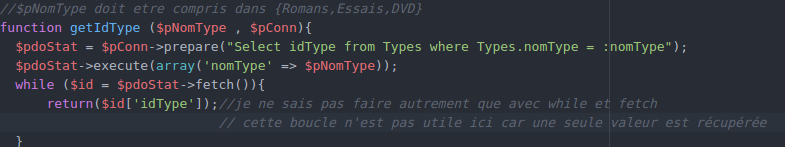 //$pNomType doit etre compris dans {Romans,Essais,DVD}
function getIdType ($pNomType , $pConn){
$pdoStat = $pConn->prepare("Select idType from Types where Types.nomType = :nomType");
$pdoStat->execute(array('nomType' => $pNomType));
while ($id = $pdoStat->fetch()){
return($id['idType']);//je ne sais pas faire autrement que avec while et fetch
// cette boucle n'est pas utile ici car une seule valeur est récupérée
}